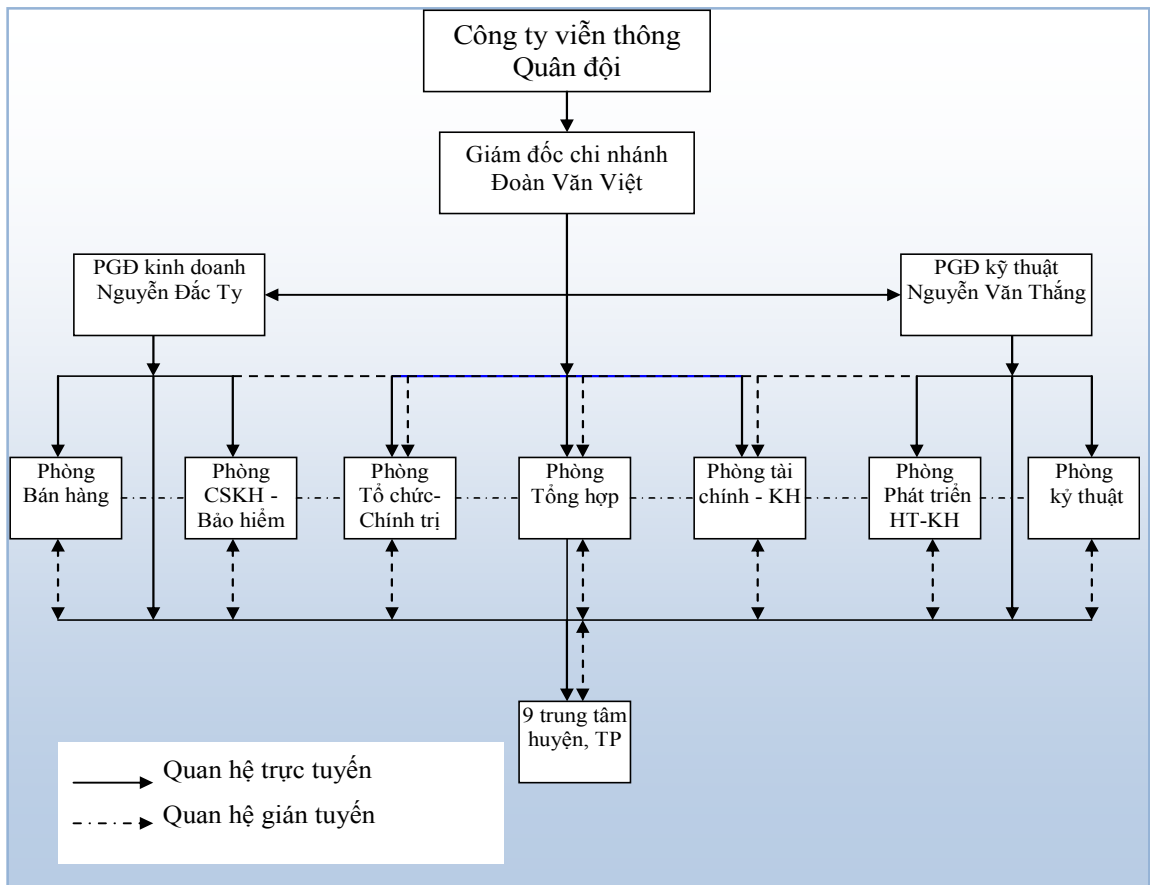 Công ty viễn thông
Quân đội
Giám đốc chi nhánh
Đoàn Văn Việt
PGĐ kinh doanh
Nguyễn Đắc Ty
PGĐ kỹ thuật
Nguyễn Văn Thắng
Phòng
Bán hàng
Phòng
CSKH -
Bảo hiểm
Phòng
Tổ chức-
Chính trị
Phòng
Tổng hợp
Phòng tài
chính - KH
Phòng
Phát triển
HT-KH
Phòng
kỷ thuật
9 trung tâm
huyện, TP
Quan hệ trực tuyến
Quan hệ gián tuyến